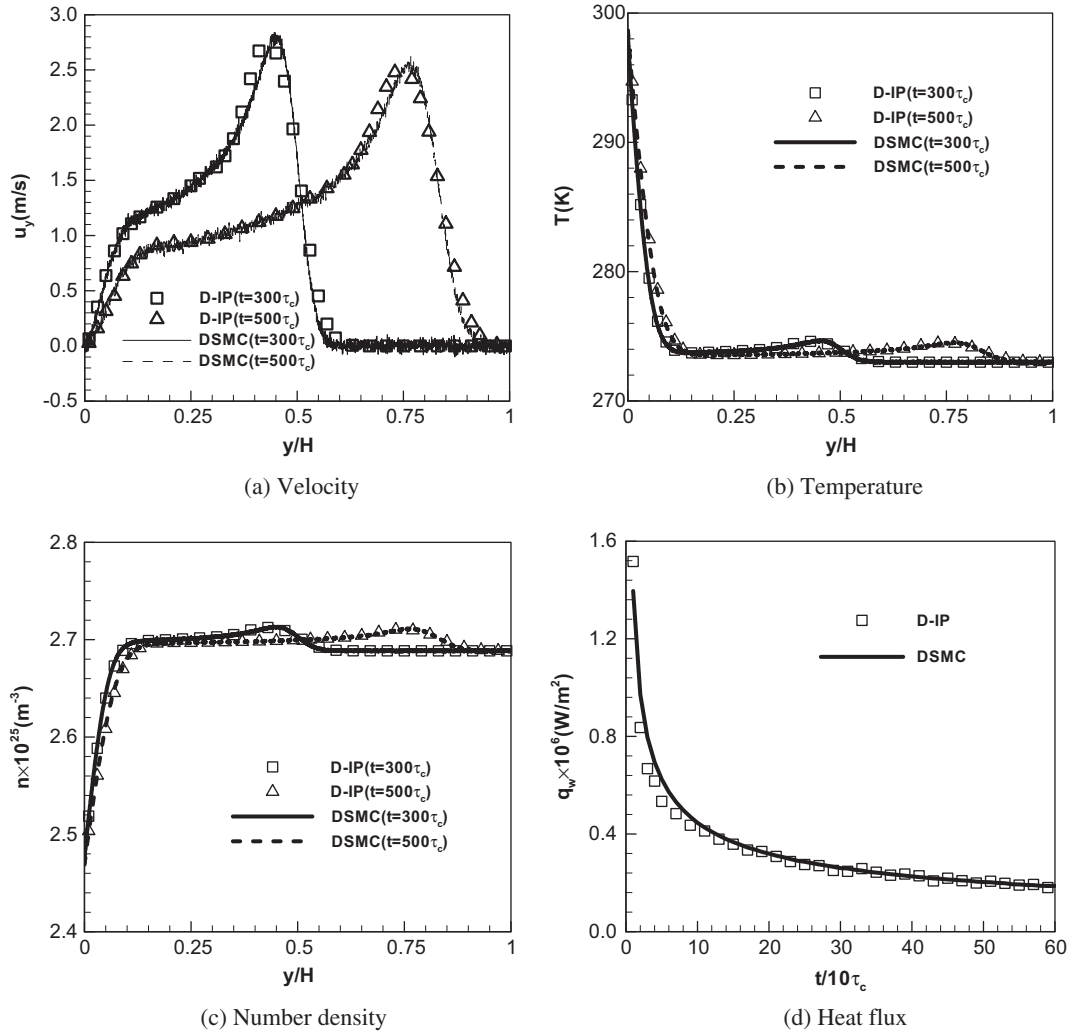 3.0
2.5
2.0
1.5
1.0
0.5
0.0
-0.5
u_y(m/s)
D-IP(t=300τ_c)
D-IP(t=500τ_c)
DSMC(t=300τ_c)
DSMC(t=500τ_c)
0 0.25 0.5 0.75 1
y/H
(a) Velocity
300
290
280
270
T(K)
D-IP(t=300τ_c)
D-IP(t=500τ_c)
DSMC(t=300τ_c)
DSMC(t=500τ_c)
0 0.25 0.5 0.75 1
y/H
(b) Temperature
2.8
2.7
2.6
2.5
2.4
n×10²⁵(m⁻³)
D-IP(t=300τ_c)
D-IP(t=500τ_c)
DSMC(t=300τ_c)
DSMC(t=500τ_c)
0 0.25 0.5 0.75 1
y/H
(c) Number density
1.6
1.2
0.8
0.4
0.0
q_w×10⁶(W/m²)
D-IP
DSMC
0 10 20 30 40 50 60
t/10τ_c
(d) Heat flux